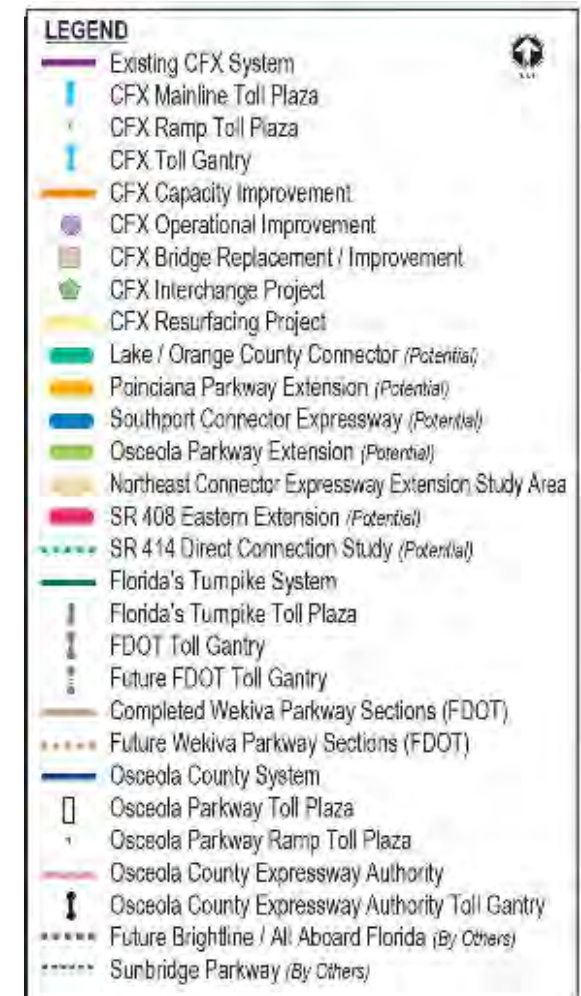 LEGEND
Existing CFX System
CFX Mainline Toll Plaza
CFX Ramp Toll Plaza
CFX Toll Gantry
CFX Capacity Improvement
CFX Operational Improvement
CFX Bridge Replacement / Improvement
CFX Interchange Project
CFX Resurfacing Project
Lake / Orange County Connector (Potential)
Poinciana Parkway Extension (Potential)
Southport Connector Expressway (Potential)
Osceola Parkway Extension (Potential)
Northeast Connector Expressway Extension Study Area
SR 408 Eastern Extension (Potential)
SR 414 Direct Connection Study (Potential)
Florida's Turnpike System
Florida's Turnpike Toll Plaza
FDOT Toll Gantry
Future FDOT Toll Gantry
Completed Wekiva Parkway Sections (FDOT)
Future Wekiva Parkway Sections (FDOT)
Osceola County System
Osceola Parkway Toll Plaza
Osceola Parkway Ramp Toll Plaza
Osceola County Expressway Authority
Osceola County Expressway Authority Toll Gantry
Future Brightline / All Aboard Florida (By Others)
Sunbridge Parkway (By Others)